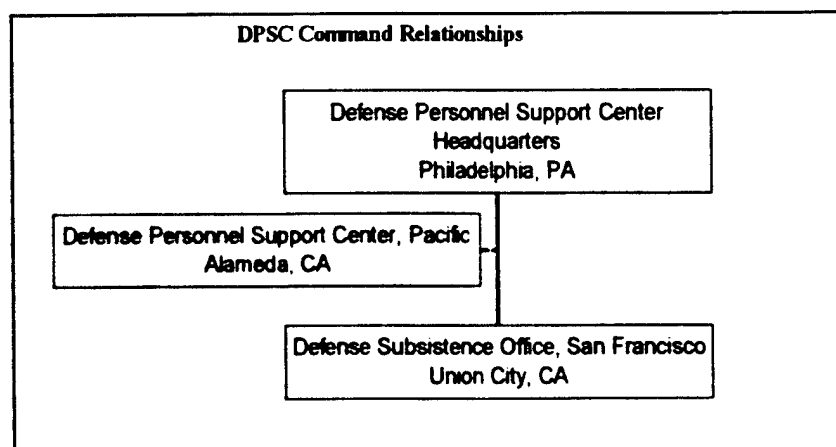 DPSC Command Relationships
Defense Personnel Support Center
Headquarters
Philadelphia, PA
Defense Personnel Support Center, Pacific
Alameda, CA
Defense Subsistence Office, San Francisco
Union City, CA